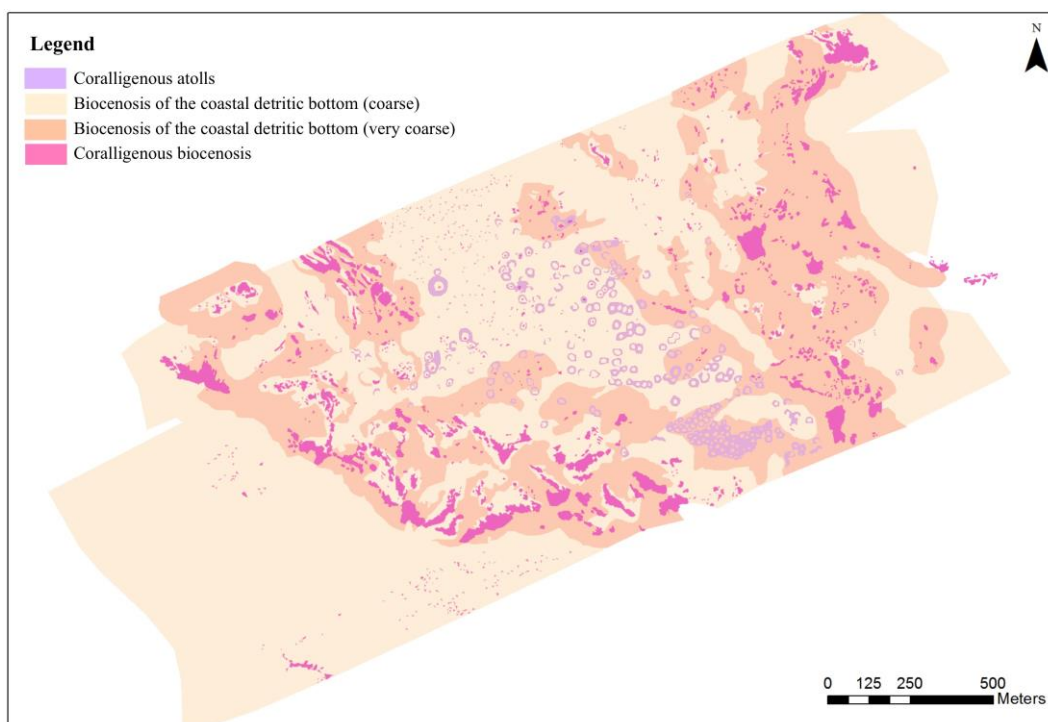 Legend
Coralligenous atolls
Biocenosis of the coastal detritic bottom (coarse)
Biocenosis of the coastal detritic bottom (very coarse)
Coralligenous biocenosis
N
0 125 250 500
Meters